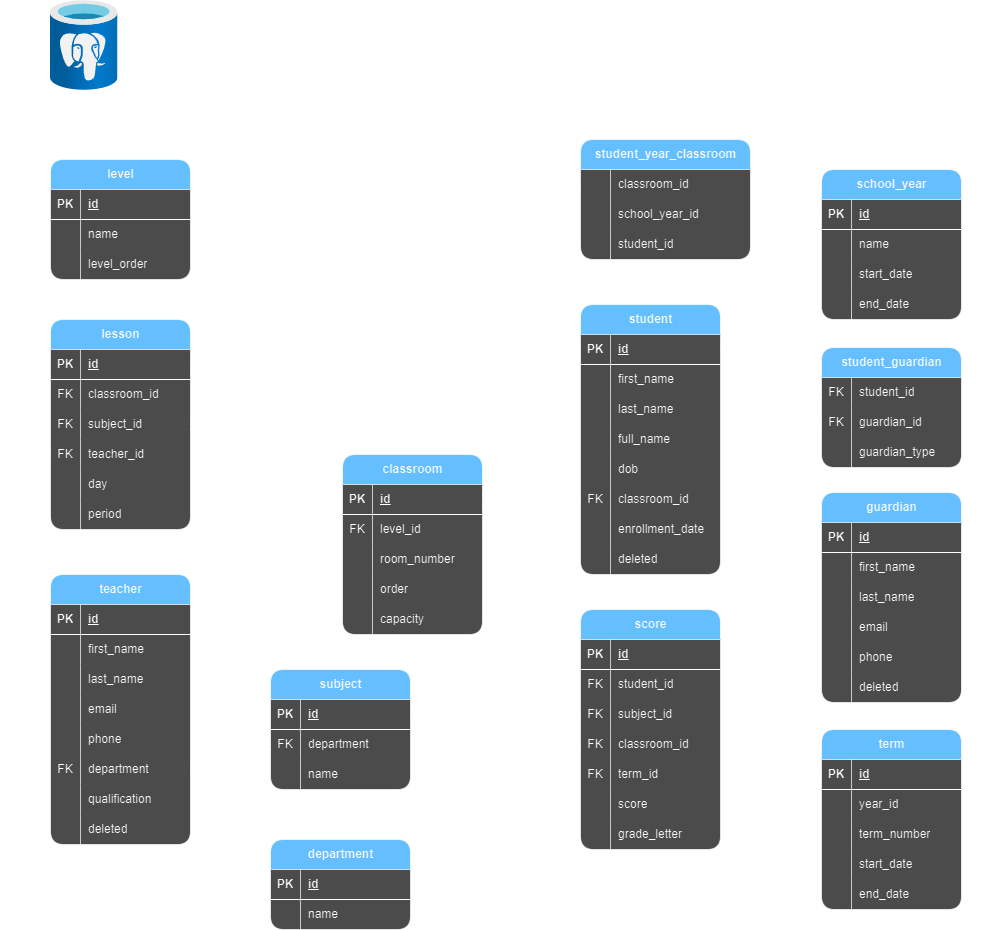 level
PK id
name
level_order
lesson
PK id
FK classroom_id
FK subject_id
FK teacher_id
day
period
teacher
PK id
first_name
last_name
email
phone
FK department
qualification
deleted
classroom
PK id
FK level_id
room_number
order
capacity
subject
PK id
FK department
name
department
PK id
name
student_year_classroom
classroom_id
school_year_id
student_id
student
PK id
first_name
last_name
full_name
dob
FK classroom_id
enrollment_date
deleted
score
PK id
FK student_id
FK subject_id
FK classroom_id
FK term_id
score
grade_letter
school_year
PK id
name
start_date
end_date
student_guardian
FK student_id
FK guardian_id
guardian_type
guardian
PK id
first_name
last_name
email
phone
deleted
term
PK id
year_id
term_number
start_date
end_date